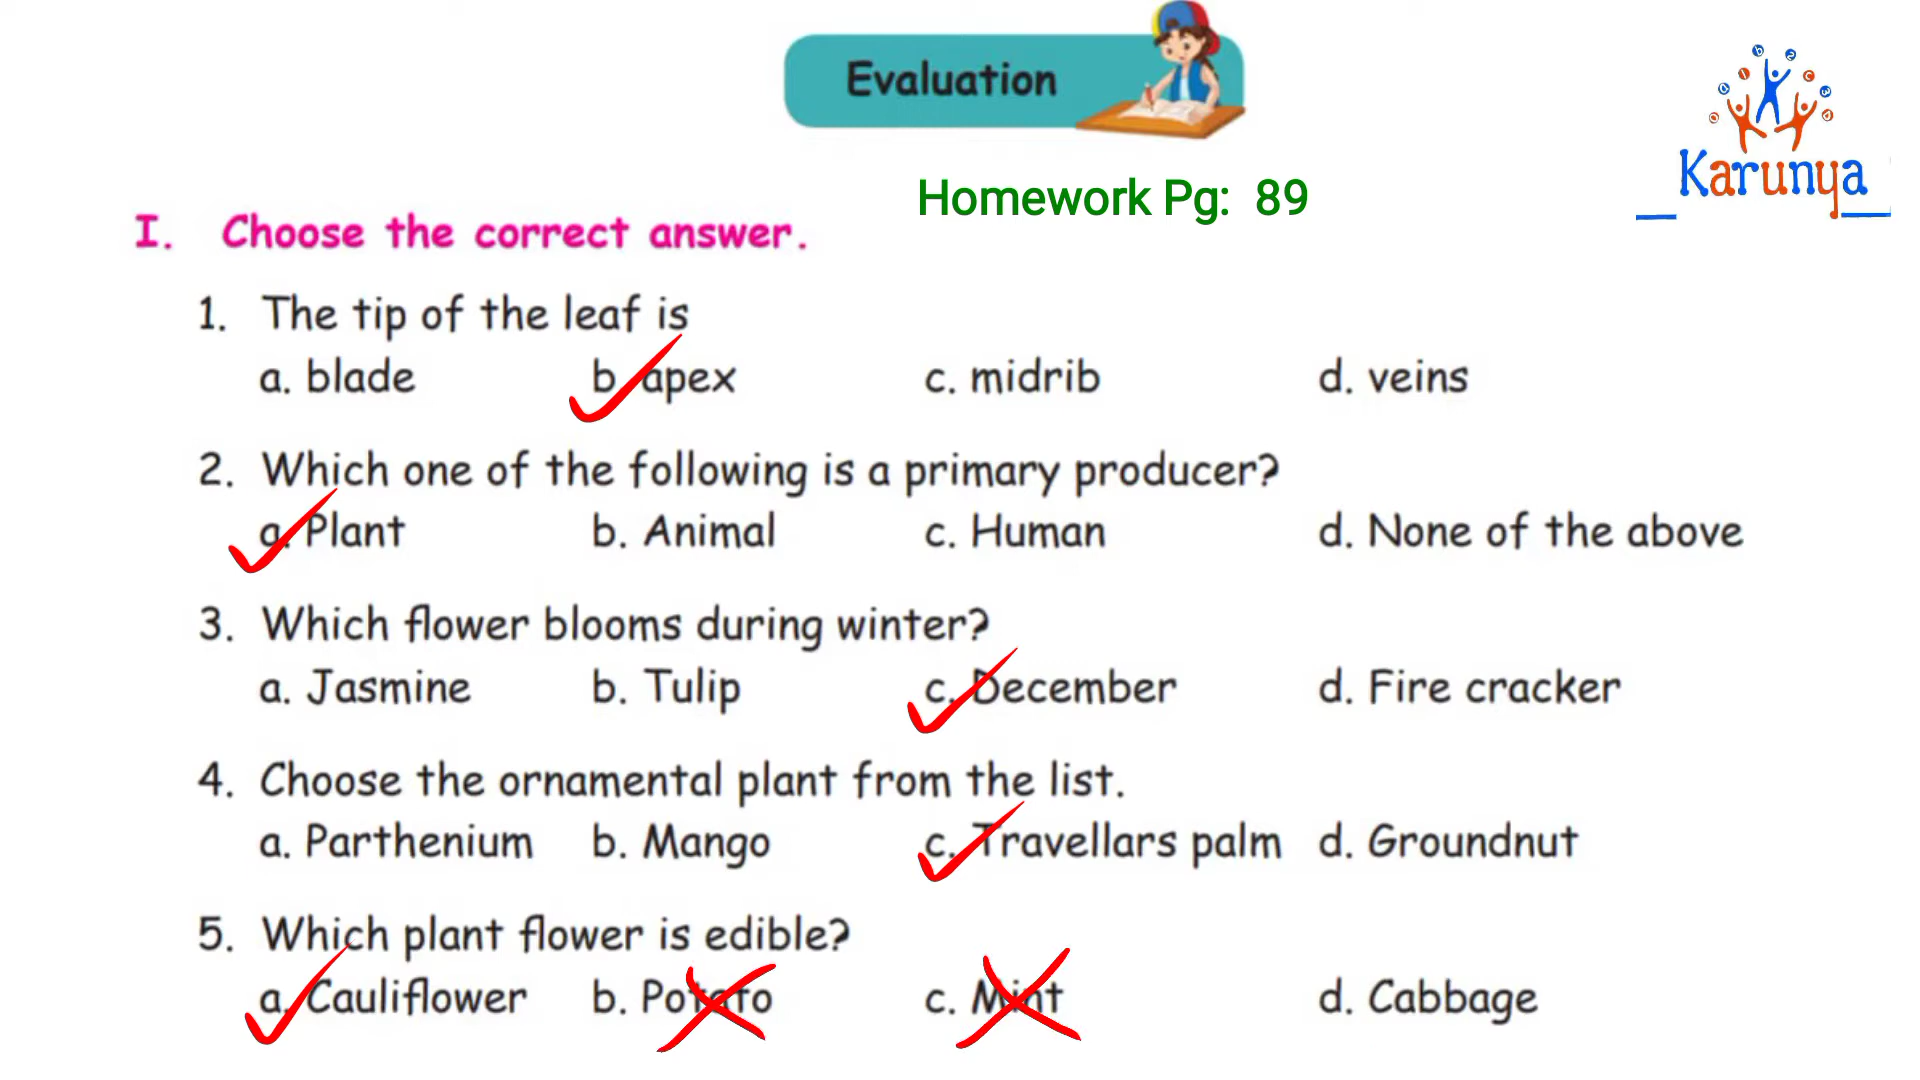 Evaluation
Karunya
Homework Pg: 89
I. Choose the correct answer.
1. The tip of the leaf is
a. blade b. apex c. midrib d. veins
2. Which one of the following is a primary producer?
a. Plant b. Animal c. Human d. None of the above
3. Which flower blooms during winter?
a. Jasmine b. Tulip c. December d. Fire cracker
4. Choose the ornamental plant from the list.
a. Parthenium b. Mango c. Travellars palm d. Groundnut
5. Which plant flower is edible?
a. Cauliflower b. Potato c. Mint d. Cabbage